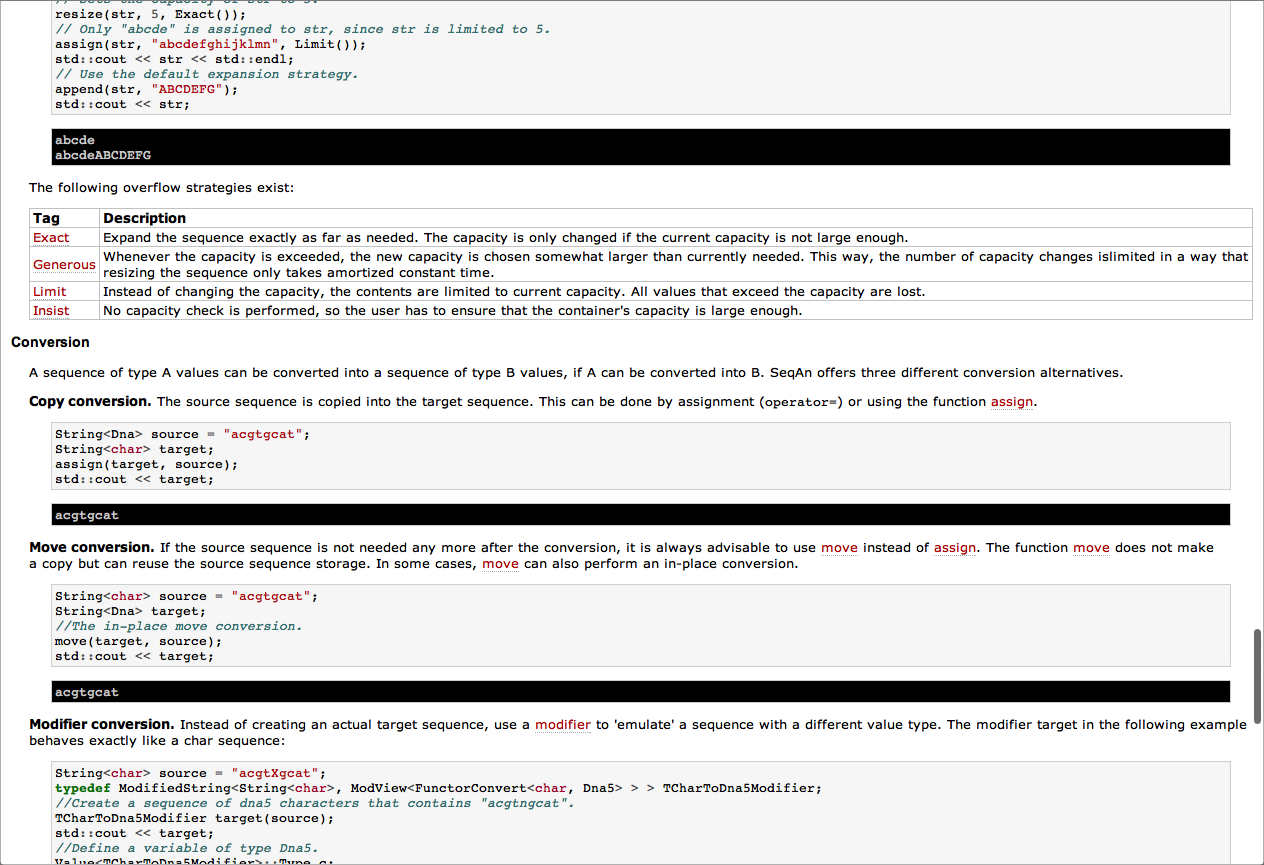 // Sets the capacity of str to 5.
resize(str, 5, Exact());
// Only "abcde" is assigned to str, since str is limited to 5.
assign(str, "abcdefghijklmn", Limit());
std::cout << str << std::endl;
// Use the default expansion strategy.
append(str, "ABCDEFG");
std::cout << str;
abcde
abcdeABCDEFG
The following overflow strategies exist:
Tag Description
Exact Expand the sequence exactly as far as needed. The capacity is only changed if the current capacity is not large enough.
Generous Whenever the capacity is exceeded, the new capacity is chosen somewhat larger than currently needed. This way, the number of capacity changes islimited in a way that
resizing the sequence only takes amortized constant time.
Limit Instead of changing the capacity, the contents are limited to current capacity. All values that exceed the capacity are lost.
Insist No capacity check is performed, so the user has to ensure that the container's capacity is large enough.
Conversion
A sequence of type A values can be converted into a sequence of type B values, if A can be converted into B. SeqAn offers three different conversion alternatives.
Copy conversion. The source sequence is copied into the target sequence. This can be done by assignment (operator=) or using the function assign.
String<Dna> source = "acgtgcat";
String<char> target;
assign(target, source);
std::cout << target;
acgtgcat
Move conversion. If the source sequence is not needed any more after the conversion, it is always advisable to use move instead of assign. The function move does not make
a copy but can reuse the source sequence storage. In some cases, move can also perform an in-place conversion.
String<char> source = "acgtgcat";
String<Dna> target;
//The in-place move conversion.
move(target, source);
std::cout << target;
acgtgcat
Modifier conversion. Instead of creating an actual target sequence, use a modifier to 'emulate' a sequence with a different value type. The modifier target in the following example
behaves exactly like a char sequence:
String<char> source = "acgtXgcat";
typedef ModifiedString<String<char>, ModView<FunctorConvert<char, Dna5> > > TCharToDna5Modifier;
//Create a sequence of dna5 characters that contains "acgtngcat".
TCharToDna5Modifier target(source);
std::cout << target;
//Define a variable of type Dna5.
Value<TCharToDna5Modifier>::Type c;